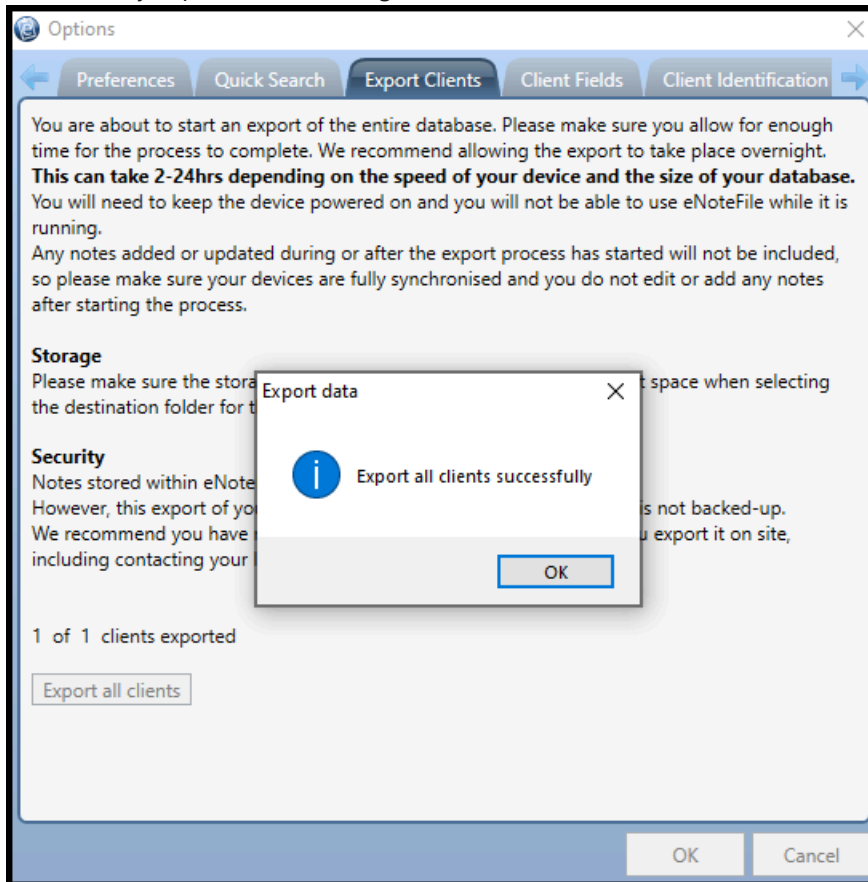 Options
Preferences Quick Search Export Clients Client Fields Client Identification
You are about to start an export of the entire database. Please make sure you allow for enough
time for the process to complete. We recommend allowing the export to take place overnight.
This can take 2-24hrs depending on the speed of your device and the size of your database.
You will need to keep the device powered on and you will not be able to use eNoteFile while it is
running.
Any notes added or updated during or after the export process has started will not be included,
so please make sure your devices are fully synchronised and you do not edit or add any notes
after starting the process.
Storage
Please make sure the stora t space when selecting
the destination folder for t
Export data
Export all clients successfully
OK
Security
Notes stored within eNote
However, this export of yo is not backed-up.
We recommend you have u export it on site,
including contacting your
1 of 1 clients exported
Export all clients
OK Cancel